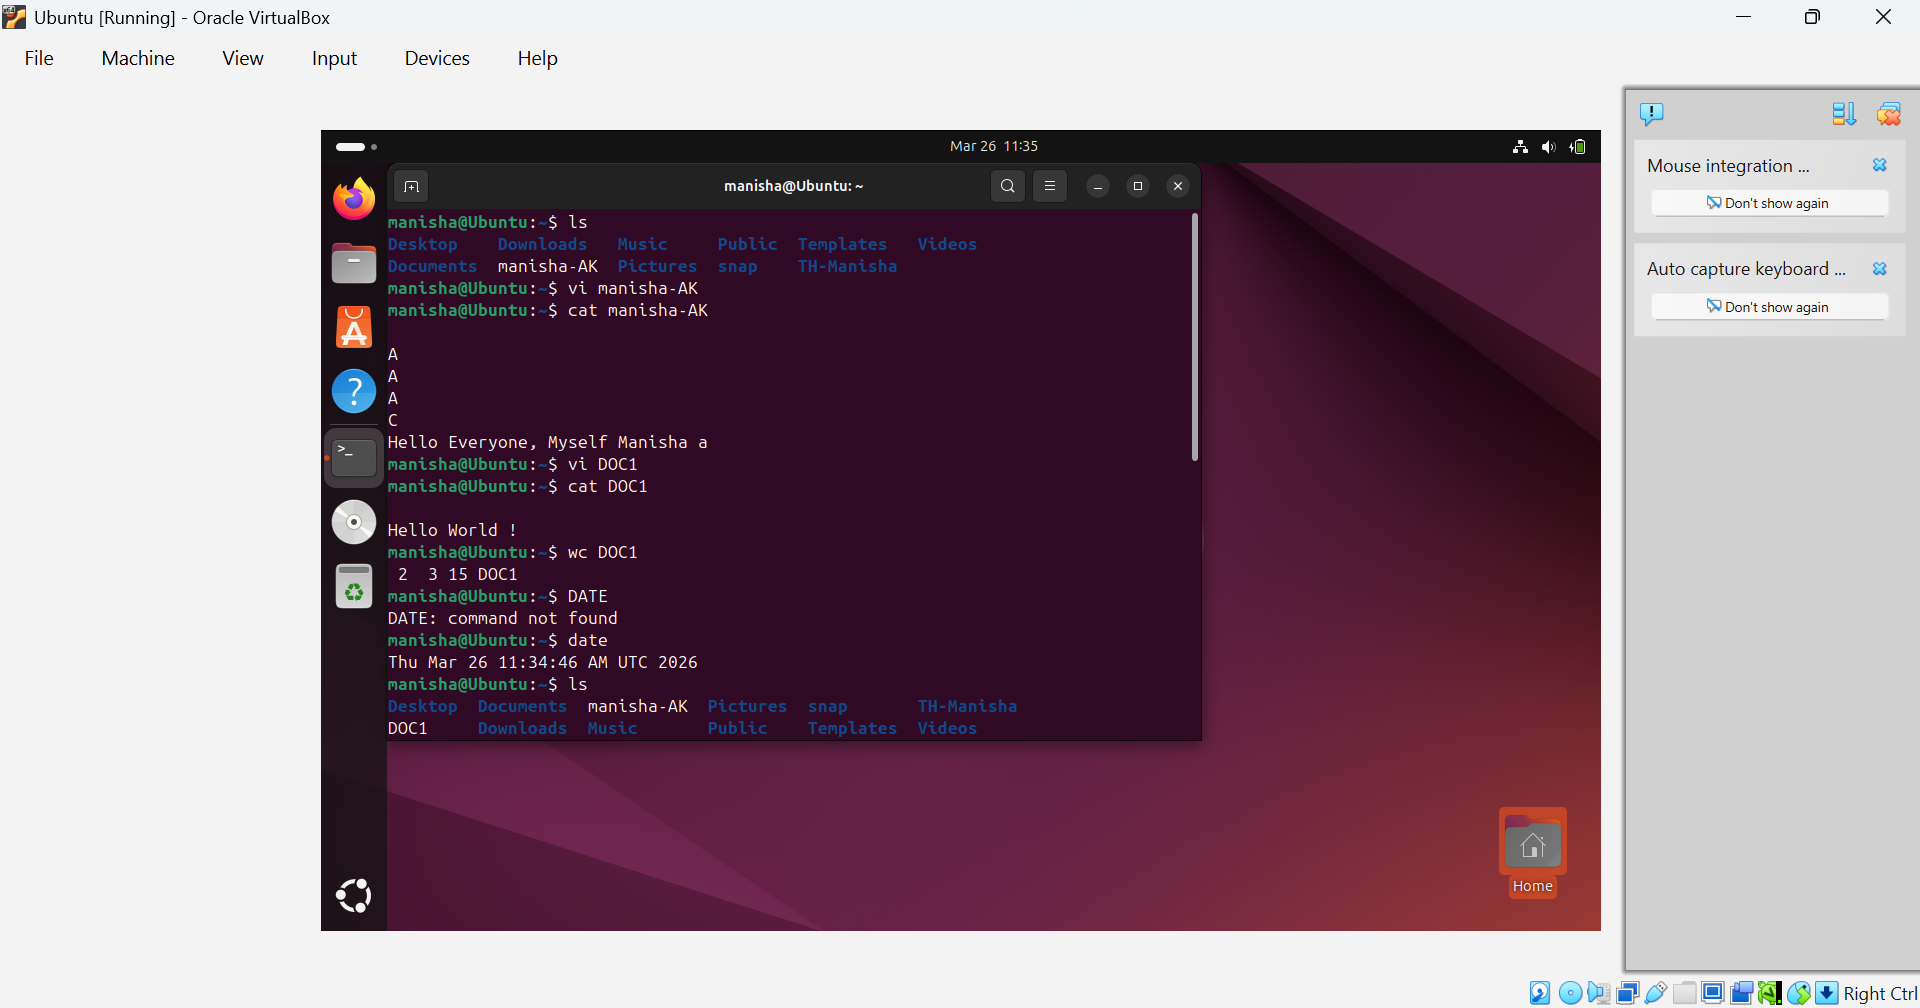 Ubuntu [Running] - Oracle VirtualBox
File Machine View Input Devices Help
Mar 26 11:35
manisha@Ubuntu: ~
manisha@Ubuntu:~$ ls
Desktop Downloads Music Public Templates Videos
Documents manisha-AK Pictures snap TH-Manisha
manisha@Ubuntu:~$ vi manisha-AK
manisha@Ubuntu:~$ cat manisha-AK
A
A
A
C
Hello Everyone, Myself Manisha a
manisha@Ubuntu:~$ vi DOC1
manisha@Ubuntu:~$ cat DOC1
Hello World !
manisha@Ubuntu:~$ wc DOC1
2 3 15 DOC1
manisha@Ubuntu:~$ DATE
DATE: command not found
manisha@Ubuntu:~$ date
Thu Mar 26 11:34:46 AM UTC 2026
manisha@Ubuntu:~$ ls
Desktop Documents manisha-AK Pictures snap TH-Manisha
DOC1 Downloads Music Public Templates Videos
Home
Mouse integration ...
Don't show again
Auto capture keyboard ...
Don't show again
Right Ctrl